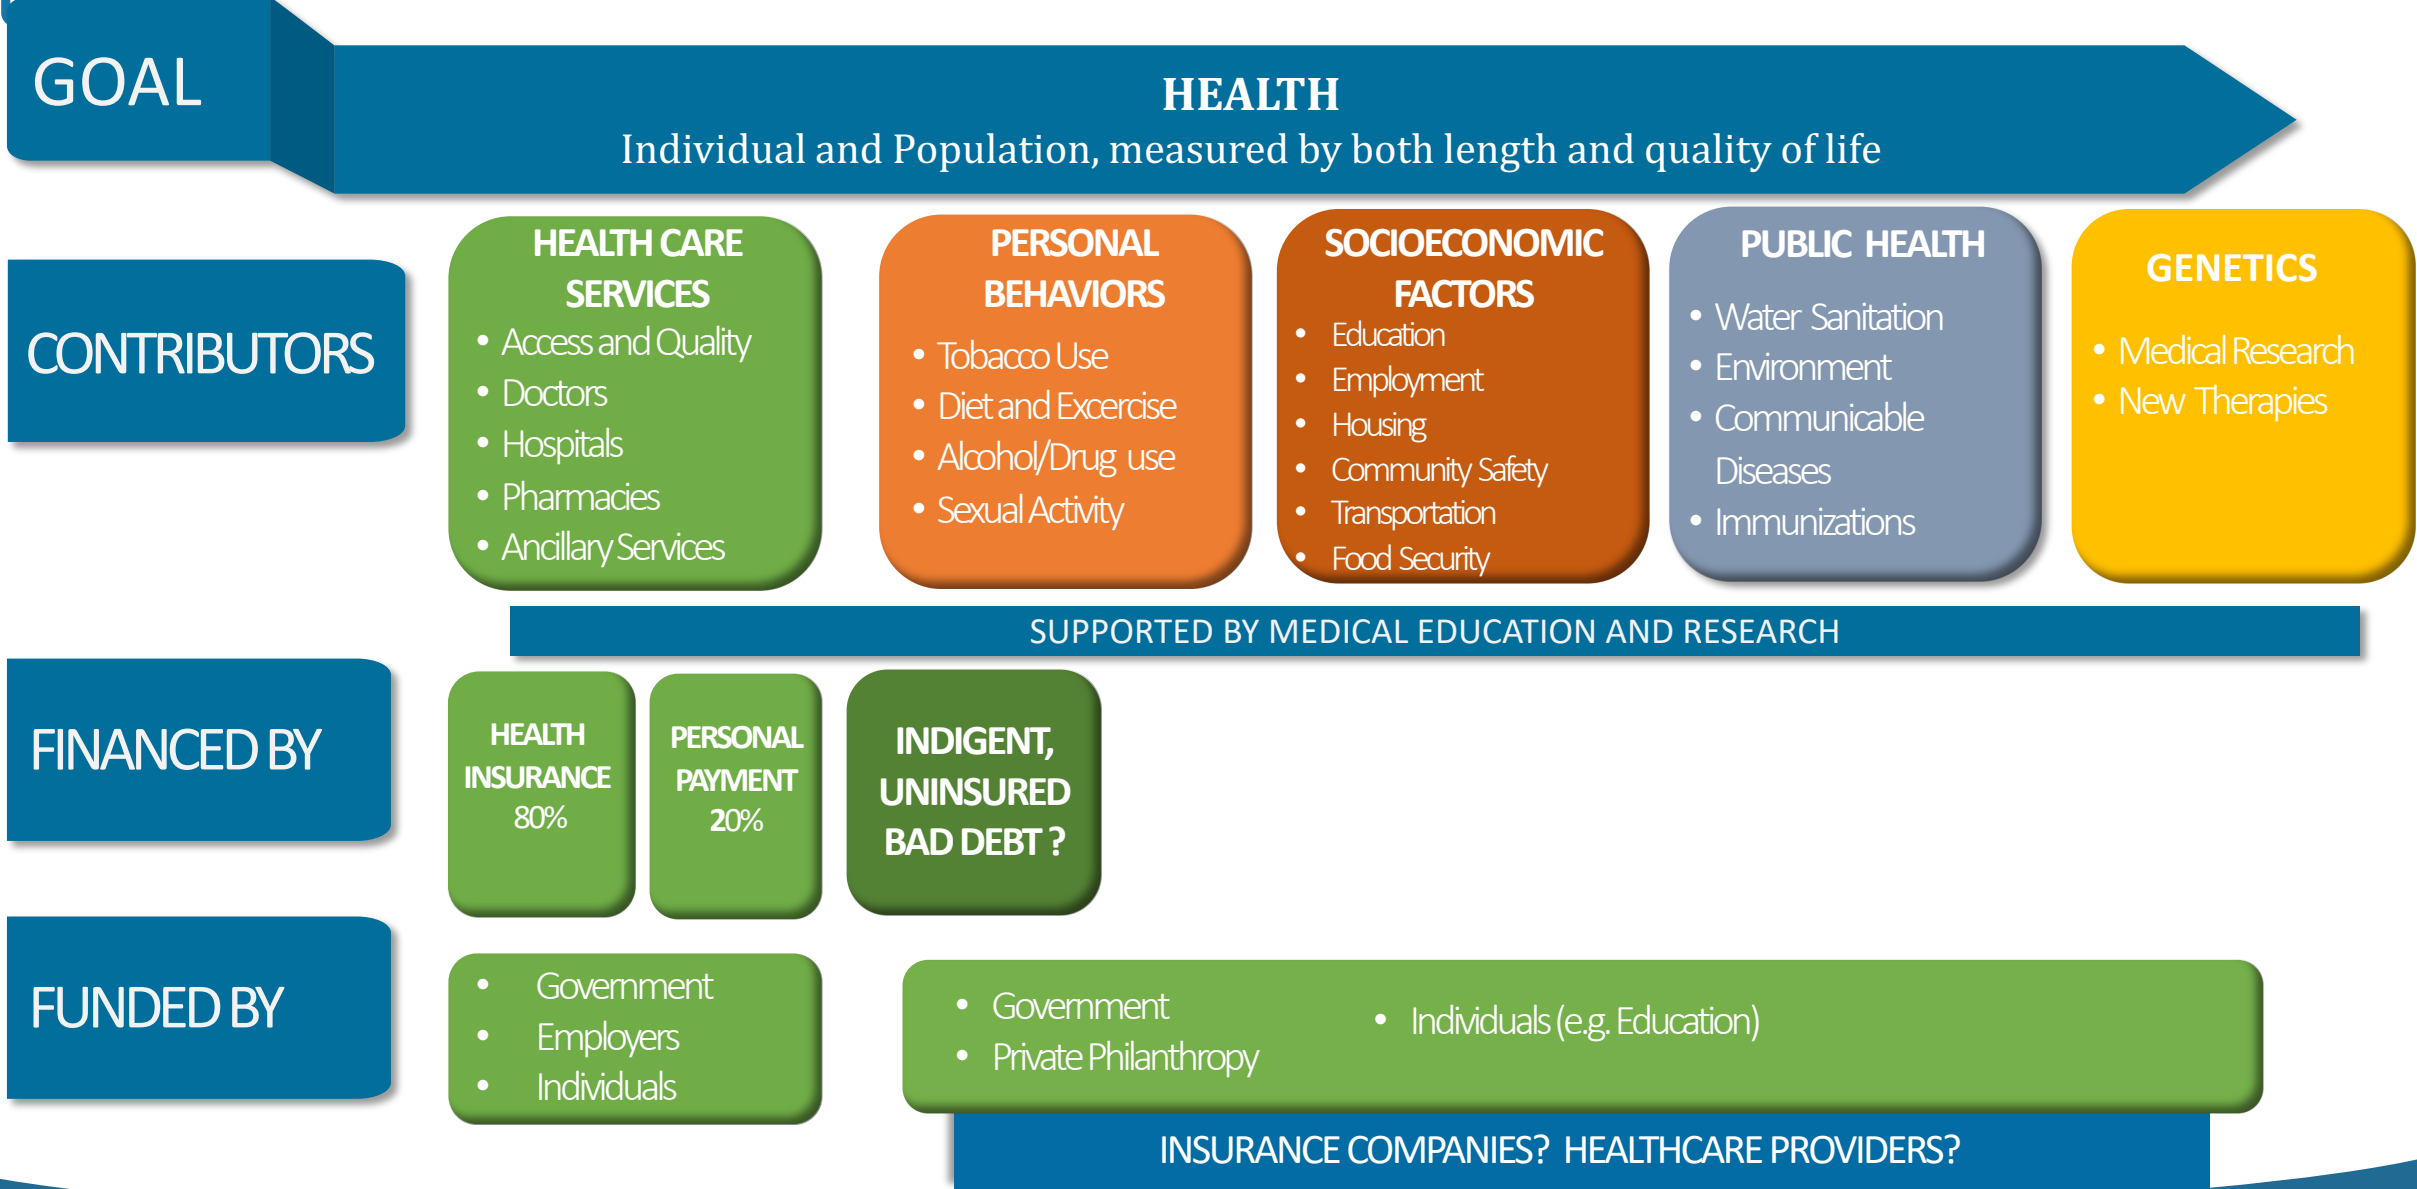 GOAL
HEALTH
Individual and Population, measured by both length and quality of life
CONTRIBUTORS
HEALTH CARE
SERVICES
• Access and Quality
• Doctors
• Hospitals
• Pharmacies
• Ancillary Services
PERSONAL
BEHAVIORS
• Tobacco Use
• Diet and Excercise
• Alcohol/Drug use
• Sexual Activity
SOCIOECONOMIC
FACTORS
• Education
• Employment
• Housing
• Community Safety
• Transportation
• Food Security
PUBLIC HEALTH
• Water Sanitation
• Environment
• Communicable
Diseases
• Immunizations
GENETICS
• Medical Research
• New Therapies
SUPPORTED BY MEDICAL EDUCATION AND RESEARCH
FINANCED BY
HEALTH
INSURANCE
80%
PERSONAL
PAYMENT
20%
INDIGENT,
UNINSURED
BAD DEBT ?
FUNDED BY
• Government
• Employers
• Individuals
• Government
• Private Philanthropy
• Individuals (e.g. Education)
INSURANCE COMPANIES? HEALTHCARE PROVIDERS?